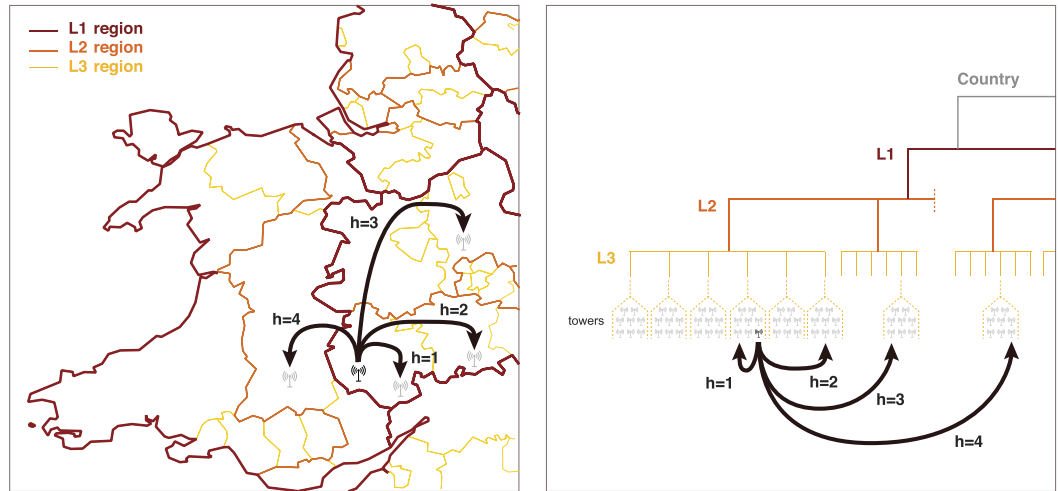 L1 region
L2 region
L3 region
h=3
h=4
h=2
h=1
Country
L1
L2
L3
towers
h=1
h=2
h=3
h=4